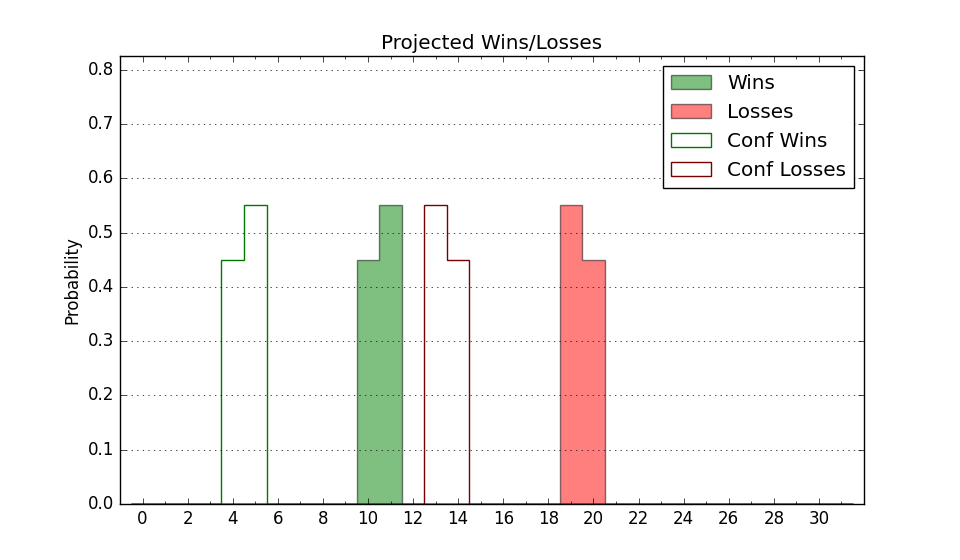 Projected Wins/Losses
Wins
Losses
Conf Wins
Conf Losses
Probability
0.8
0.7
0.6
0.5
0.4
0.3
0.2
0.1
0.0
0 2 4 6 8 10 12 14 16 18 20 22 24 26 28 30